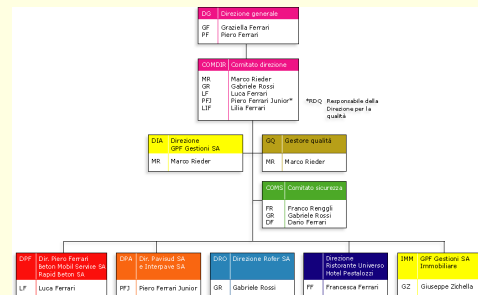 DG Direzione generale
GF Graziella Ferrari
PF Piero Ferrari
COMDIR Comitato direzione
MR Marco Rieder
GR Gabriele Rossi
LF Luca Ferrari
PFJ Piero Ferrari Junior*
LIF Lilia Ferrari
*RDQ Responsabile della
Direzione per la
qualità
DIA Direzione
GPF Gestioni SA
MR Marco Rieder
GQ Gestore qualità
MR Marco Rieder
COMS Comitato sicurezza
FR Franco Renggli
GR Gabriele Rossi
DF Dario Ferrari
DPF Dir. Piero Ferrari
Beton Mobil Service SA
Rapid Beton SA
LF Luca Ferrari
DPA Dir. Pavisud SA
e Interpave SA
PFJ Piero Ferrari Junior
DRO Direzione Rofer SA
GR Gabriele Rossi
Direzione
Ristorante Universo
Hotel Pestalozzi
FF Francesca Ferrari
IMM GPF Gestioni SA
Immobiliare
GZ Giuseppe Zichella